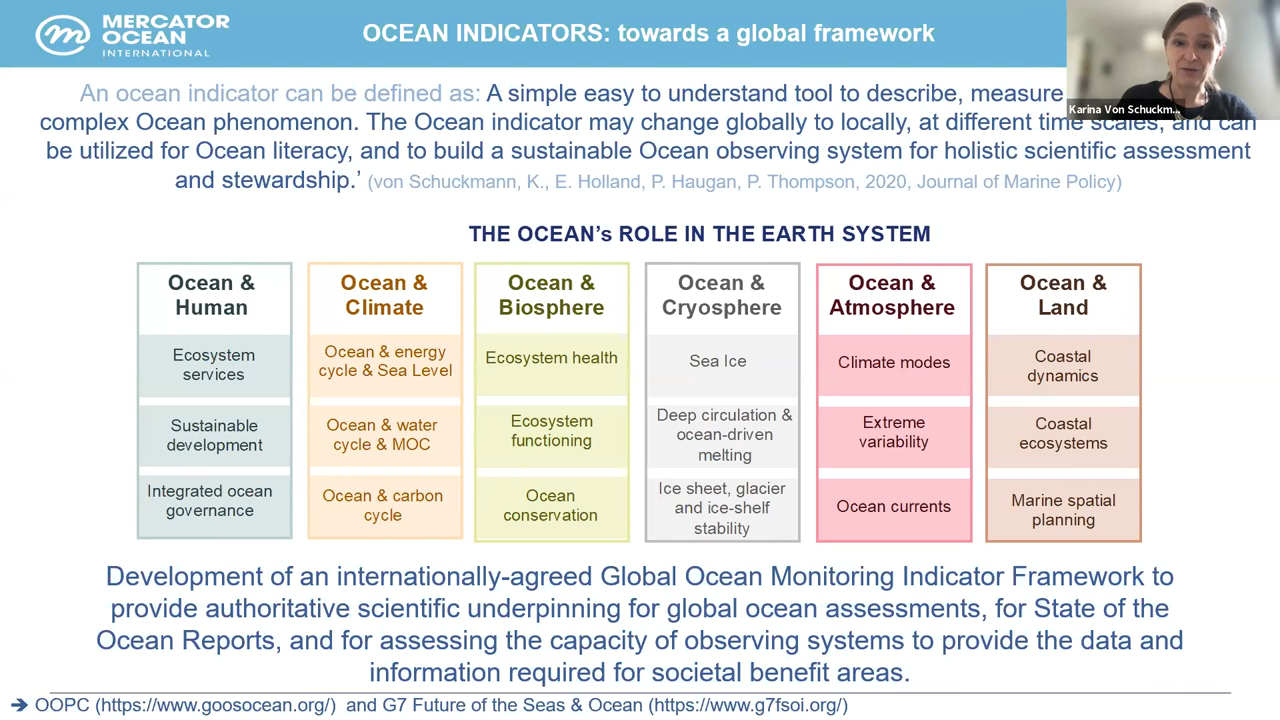 MERCATOR
OCEAN
INTERNATIONAL
OCEAN INDICATORS: towards a global framework
An ocean indicator can be defined as: A simple easy to understand tool to describe, measure
Karina Von Schuckm...
complex Ocean phenomenon. The Ocean indicator may change globally to locally, at different time scales, and can
be utilized for Ocean literacy, and to build a sustainable Ocean observing system for holistic scientific assessment
and stewardship.' (von Schuckmann, K., E. Holland, P. Haugan, P. Thompson, 2020, Journal of Marine Policy)
THE OCEAN's ROLE IN THE EARTH SYSTEM
Ocean &
Human
Ecosystem
services
Sustainable
development
Integrated ocean
governance
Ocean &
Climate
Ocean & energy
cycle & Sea Level
Ocean & water
cycle & MOC
Ocean & carbon
cycle
Ocean &
Biosphere
Ecosystem health
Ecosystem
functioning
Ocean
conservation
Ocean &
Cryosphere
Sea Ice
Deep circulation &
ocean-driven
melting
Ice sheet, glacier
and ice-shelf
stability
Ocean &
Atmosphere
Climate modes
Extreme
variability
Ocean currents
Ocean &
Land
Coastal
dynamics
Coastal
ecosystems
Marine spatial
planning
Development of an internationally-agreed Global Ocean Monitoring Indicator Framework to
provide authoritative scientific underpinning for global ocean assessments, for State of the
Ocean Reports, and for assessing the capacity of observing systems to provide the data and
information required for societal benefit areas.
➔ OOPC (https://www.goosocean.org/) and G7 Future of the Seas & Ocean (https://www.g7fsoi.org/)